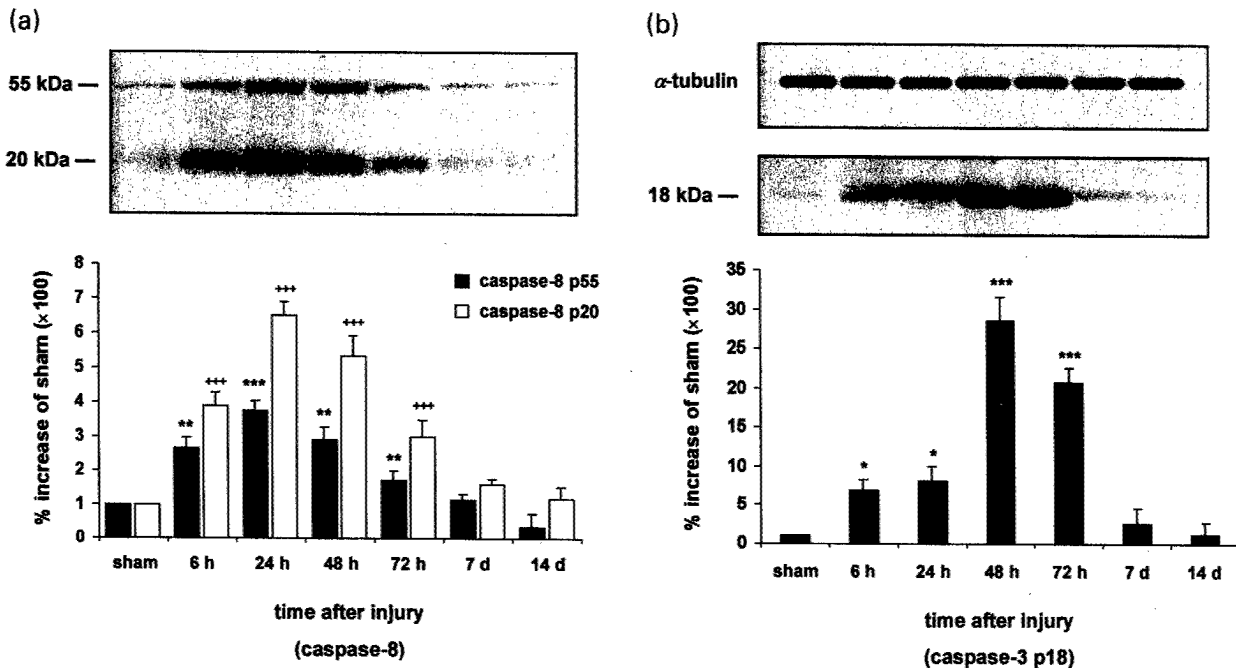 (a)
55 kDa —
20 kDa —
% increase of sham (×100)
8
7
6
5
4
3
2
1
0
caspase-8 p55
caspase-8 p20
**
+++
***
+++
**
+++
**
+++
sham
6 h
24 h
48 h
72 h
7 d
14 d
time after injury
(caspase-8)
(b)
α-tubulin
18 kDa —
% increase of sham (×100)
35
30
25
20
15
10
5
0
*
*
***
***
sham
6 h
24 h
48 h
72 h
7 d
14 d
time after injury
(caspase-3 p18)